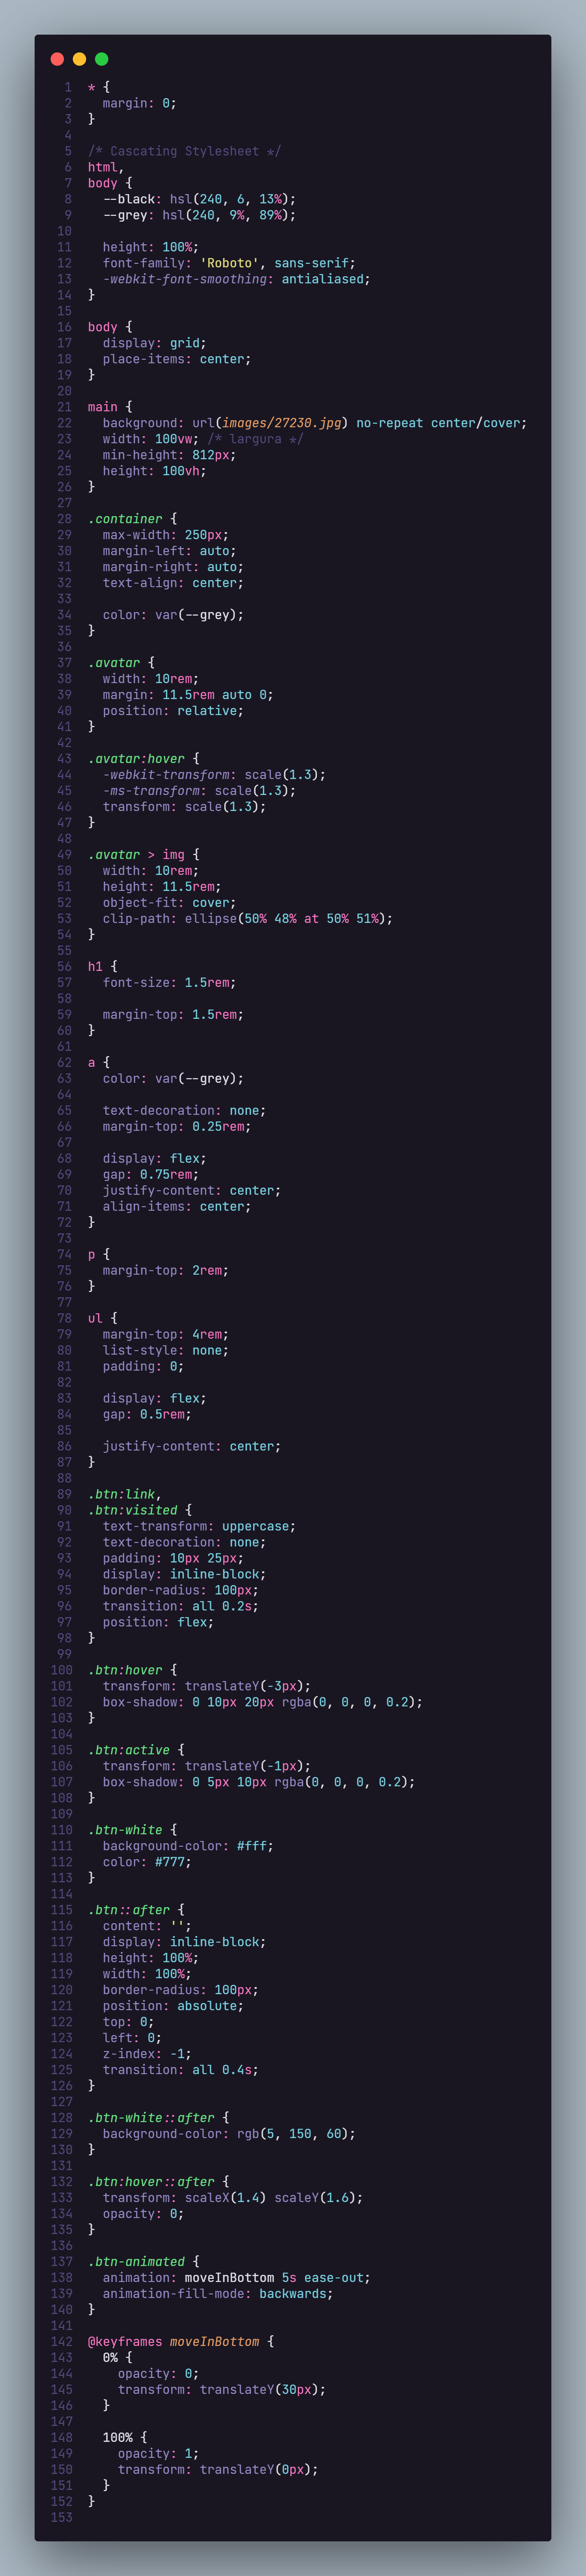 1 * {
2 margin: 0;
3 }
4
5 /* Cascating Stylesheet */
6 html,
7 body {
8 --black: hsl(240, 6, 13%);
9 --grey: hsl(240, 9%, 89%);
10
11 height: 100%;
12 font-family: 'Roboto', sans-serif;
13 -webkit-font-smoothing: antialiased;
14 }
15
16 body {
17 display: grid;
18 place-items: center;
19 }
20
21 main {
22 background: url(images/27230.jpg) no-repeat center/cover;
23 width: 100vw; /* largura */
24 min-height: 812px;
25 height: 100vh;
26 }
27
28 .container {
29 max-width: 250px;
30 margin-left: auto;
31 margin-right: auto;
32 text-align: center;
33
34 color: var(--grey);
35 }
36
37 .avatar {
38 width: 10rem;
39 margin: 11.5rem auto 0;
40 position: relative;
41 }
42
43 .avatar:hover {
44 -webkit-transform: scale(1.3);
45 -ms-transform: scale(1.3);
46 transform: scale(1.3);
47 }
48
49 .avatar > img {
50 width: 10rem;
51 height: 11.5rem;
52 object-fit: cover;
53 clip-path: ellipse(50% 48% at 50% 51%);
54 }
55
56 h1 {
57 font-size: 1.5rem;
58
59 margin-top: 1.5rem;
60 }
61
62 a {
63 color: var(--grey);
64
65 text-decoration: none;
66 margin-top: 0.25rem;
67
68 display: flex;
69 gap: 0.75rem;
70 justify-content: center;
71 align-items: center;
72 }
73
74 p {
75 margin-top: 2rem;
76 }
77
78 ul {
79 margin-top: 4rem;
80 list-style: none;
81 padding: 0;
82
83 display: flex;
84 gap: 0.5rem;
85
86 justify-content: center;
87 }
88
89 .btn:link,
90 .btn:visited {
91 text-transform: uppercase;
92 text-decoration: none;
93 padding: 10px 25px;
94 display: inline-block;
95 border-radius: 100px;
96 transition: all 0.2s;
97 position: flex;
98 }
99
100 .btn:hover {
101 transform: translateY(-3px);
102 box-shadow: 0 10px 20px rgba(0, 0, 0, 0.2);
103 }
104
105 .btn:active {
106 transform: translateY(-1px);
107 box-shadow: 0 5px 10px rgba(0, 0, 0, 0.2);
108 }
109
110 .btn-white {
111 background-color: #fff;
112 color: #777;
113 }
114
115 .btn::after {
116 content: '';
117 display: inline-block;
118 height: 100%;
119 width: 100%;
120 border-radius: 100px;
121 position: absolute;
122 top: 0;
123 left: 0;
124 z-index: -1;
125 transition: all 0.4s;
126 }
127
128 .btn-white::after {
129 background-color: rgb(5, 150, 60);
130 }
131
132 .btn:hover::after {
133 transform: scaleX(1.4) scaleY(1.6);
134 opacity: 0;
135 }
136
137 .btn-animated {
138 animation: moveInBottom 5s ease-out;
139 animation-fill-mode: backwards;
140 }
141
142 @keyframes moveInBottom {
143 0% {
144 opacity: 0;
145 transform: translateY(30px);
146 }
147
148 100% {
149 opacity: 1;
150 transform: translateY(0px);
151 }
152 }
153